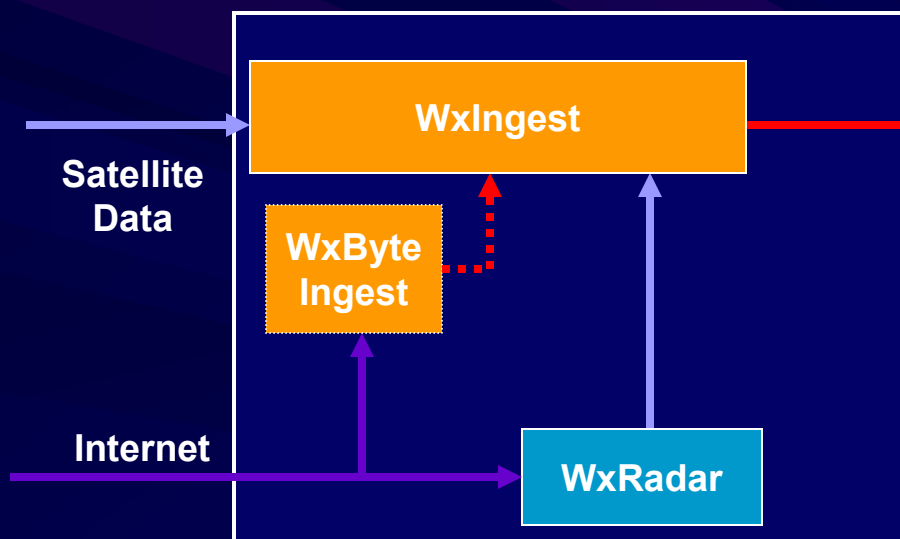 WxIngest
Satellite
Data
WxByte
Ingest
Internet
WxRadar